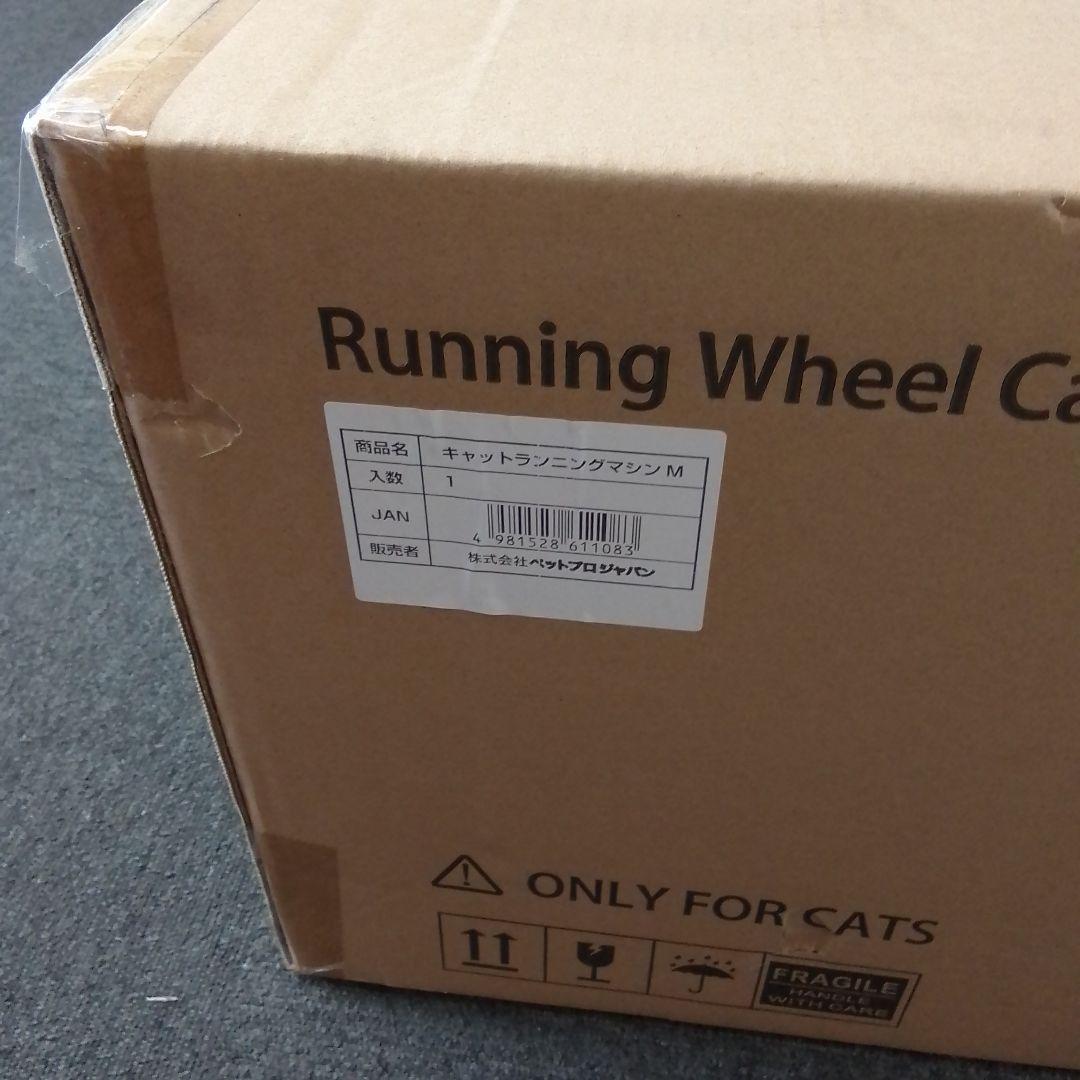 Running Wheel Ca
商品名 キャットランニングマシン M
入数 1
JAN
4 981528 611083
販売者 株式会社ペットプロジャパン
ONLY FOR CATS
FRAGILE
HANDLE
WITH CARE